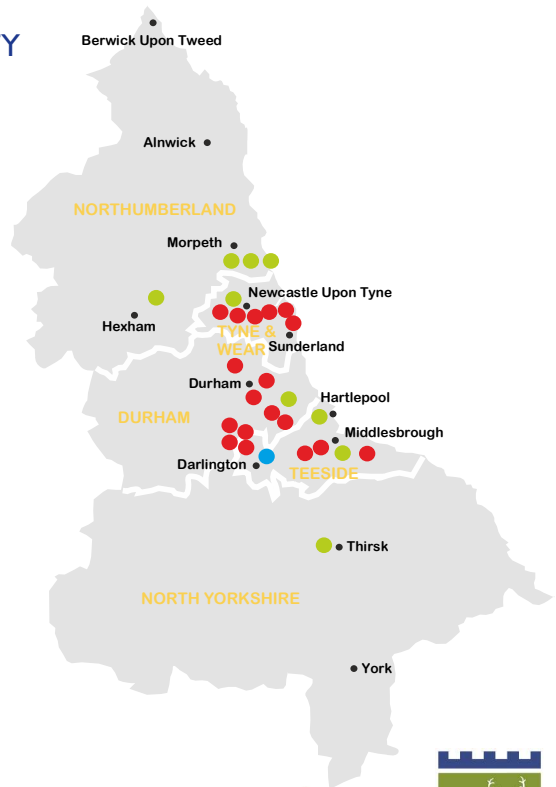 Y
Berwick Upon Tweed
Alnwick
NORTHUMBERLAND
Morpeth
Newcastle Upon Tyne
Hexham
TYNE &
WEAR
Sunderland
Durham
Hartlepool
DURHAM
Middlesbrough
Darlington
TEESIDE
Thirsk
NORTH YORKSHIRE
York